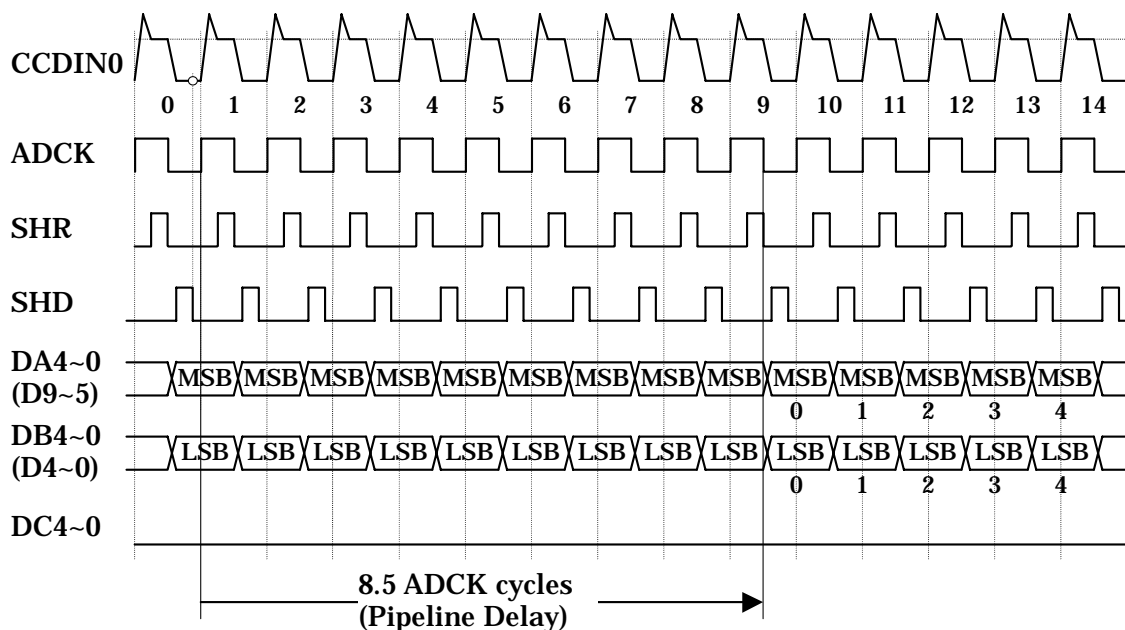 CCDIN0
0 1 2 3 4 5 6 7 8 9 10 11 12 13 14
ADCK
SHR
SHD
DA4~0
(D9~5)
MSB MSB MSB MSB MSB MSB MSB MSB MSB MSB MSB MSB MSB MSB
0 1 2 3 4
DB4~0
(D4~0)
LSB LSB LSB LSB LSB LSB LSB LSB LSB LSB LSB LSB LSB LSB
0 1 2 3 4
DC4~0
8.5 ADCK cycles
(Pipeline Delay)